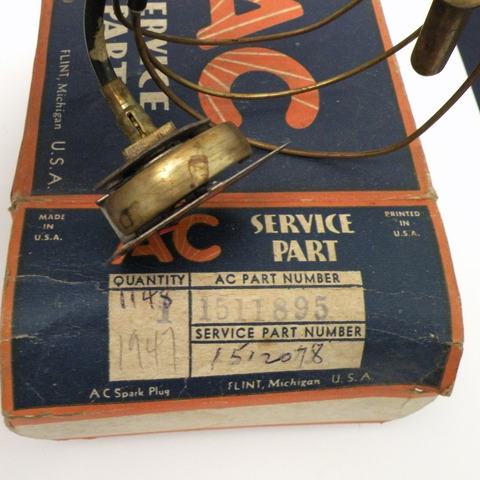 AC
SERVICE
PART
FLINT, Michigan U.S.A.
MADE
IN
U.S.A.
PRINTED
IN
U.S.A.
AC SERVICE
PART
QUANTITY AC PART NUMBER
1148
1 1511895
SERVICE PART NUMBER
1947 1512078
AC Spark Plug FLINT, Michigan U.S.A.